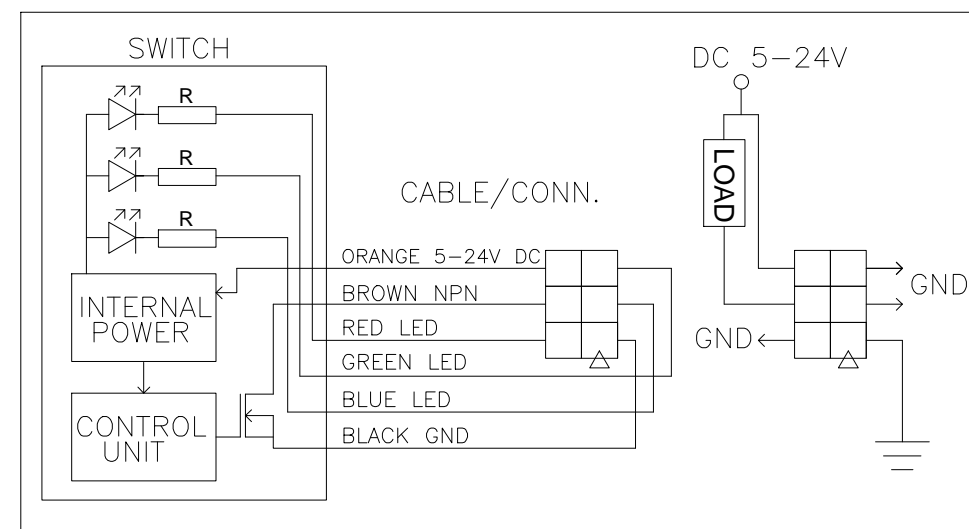 SWITCH
R
R
R
INTERNAL
POWER
CONTROL
UNIT
CABLE/CONN.
ORANGE 5-24V DC
BROWN NPN
RED LED
GREEN LED
BLUE LED
BLACK GND
DC 5-24V
LOAD
GND
GND